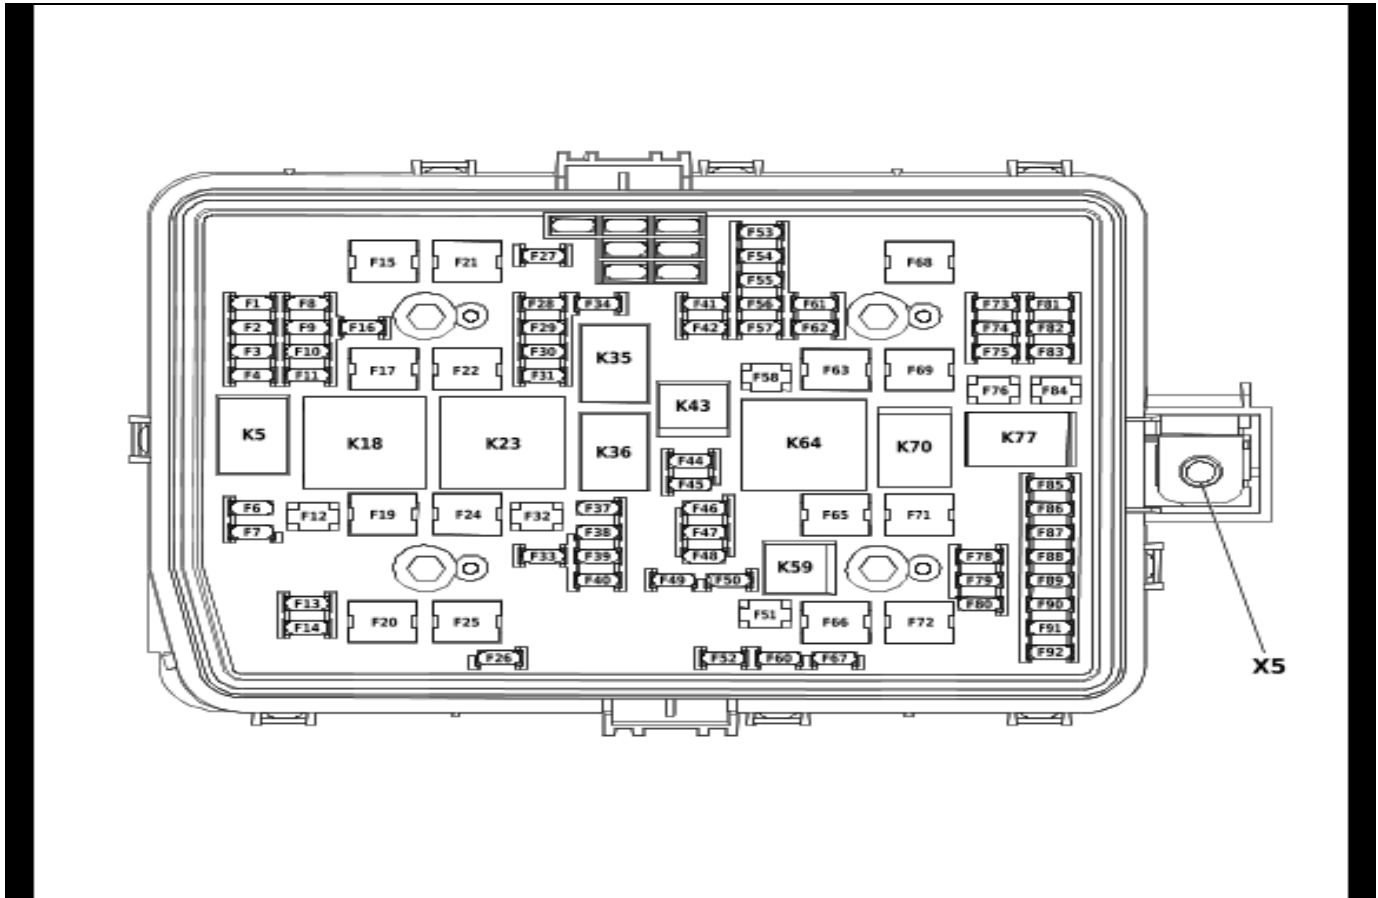 F53
F54
F15 F21 F27 F68
F55
F1 F8 F28 F34 F41 F56 F61 F73 F81
F2 F9 F16 F29 F42 F57 F62 F74 F82
F3 F10 F30 F75 F83
K35
F4 F11 F17 F22 F31 F58 F63 F69
F76 F84
K43
K5 K18 K23 K36 K64 K70 K77
F44
F45 F85
F6 F37 F46 F86
F12 F19 F24 F32 F65 F71
F7 F38 F47 F87
F33 F39 F48 F78 F88
K59
F40 F49 F50 F79 F89
F13 F80 F90
F51
F14 F20 F25 F66 F72 F91
F26 F52 F60 F67 F92
X5